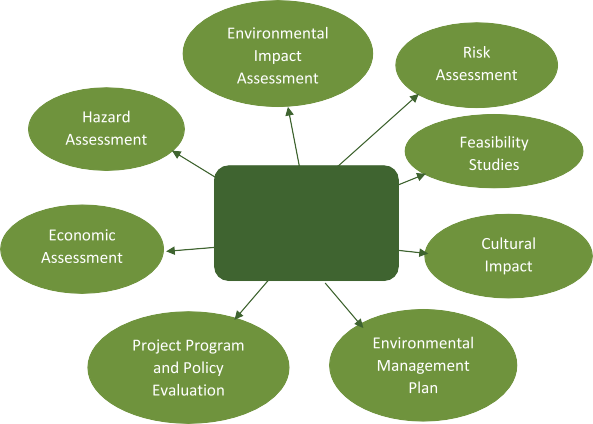 Environmental
Impact
Assessment
Risk
Assessment
Hazard
Assessment
Feasibility
Studies
Economic
Assessment
Cultural
Impact
Project Program
and Policy
Evaluation
Environmental
Management
Plan